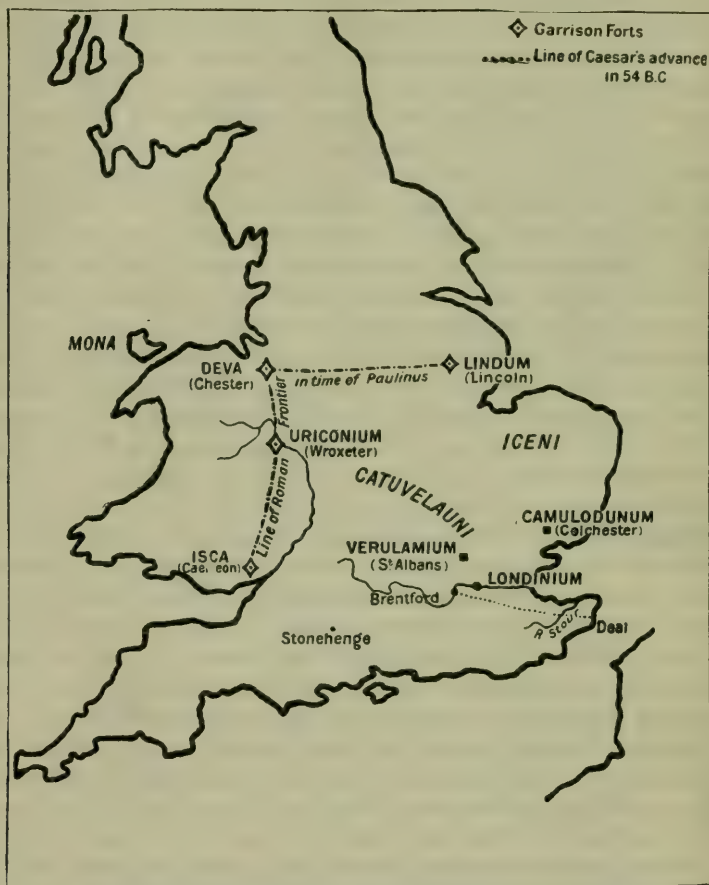 Garrison Forts
Line of Caesar's advance
in 54 B.C
MONA
DEVA
(Chester)
in time of Paulinus
LINDUM
(Lincoln)
Frontier
URICONIUM
(Wroxeter)
ICENI
CATUVELAUNI
Line of Roman
CAMULODUNUM
(Colchester)
ISCA
(Caerleon)
VERULAMIUM
(St Albans)
LONDINIUM
Brentford
R Stour
Deal
Stonehenge